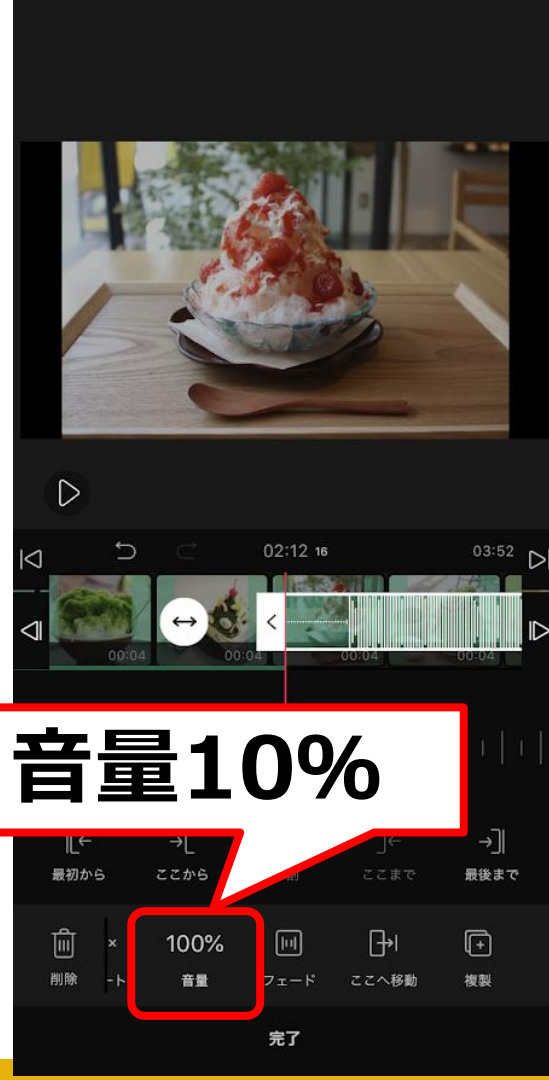 02:12 16
03:52
00:04
00:04
00:04
00:04
音量10%
最初から
ここから
割
ここまで
最後まで
削除
-ト
100%
音量
フェード
ここへ移動
複製
完了